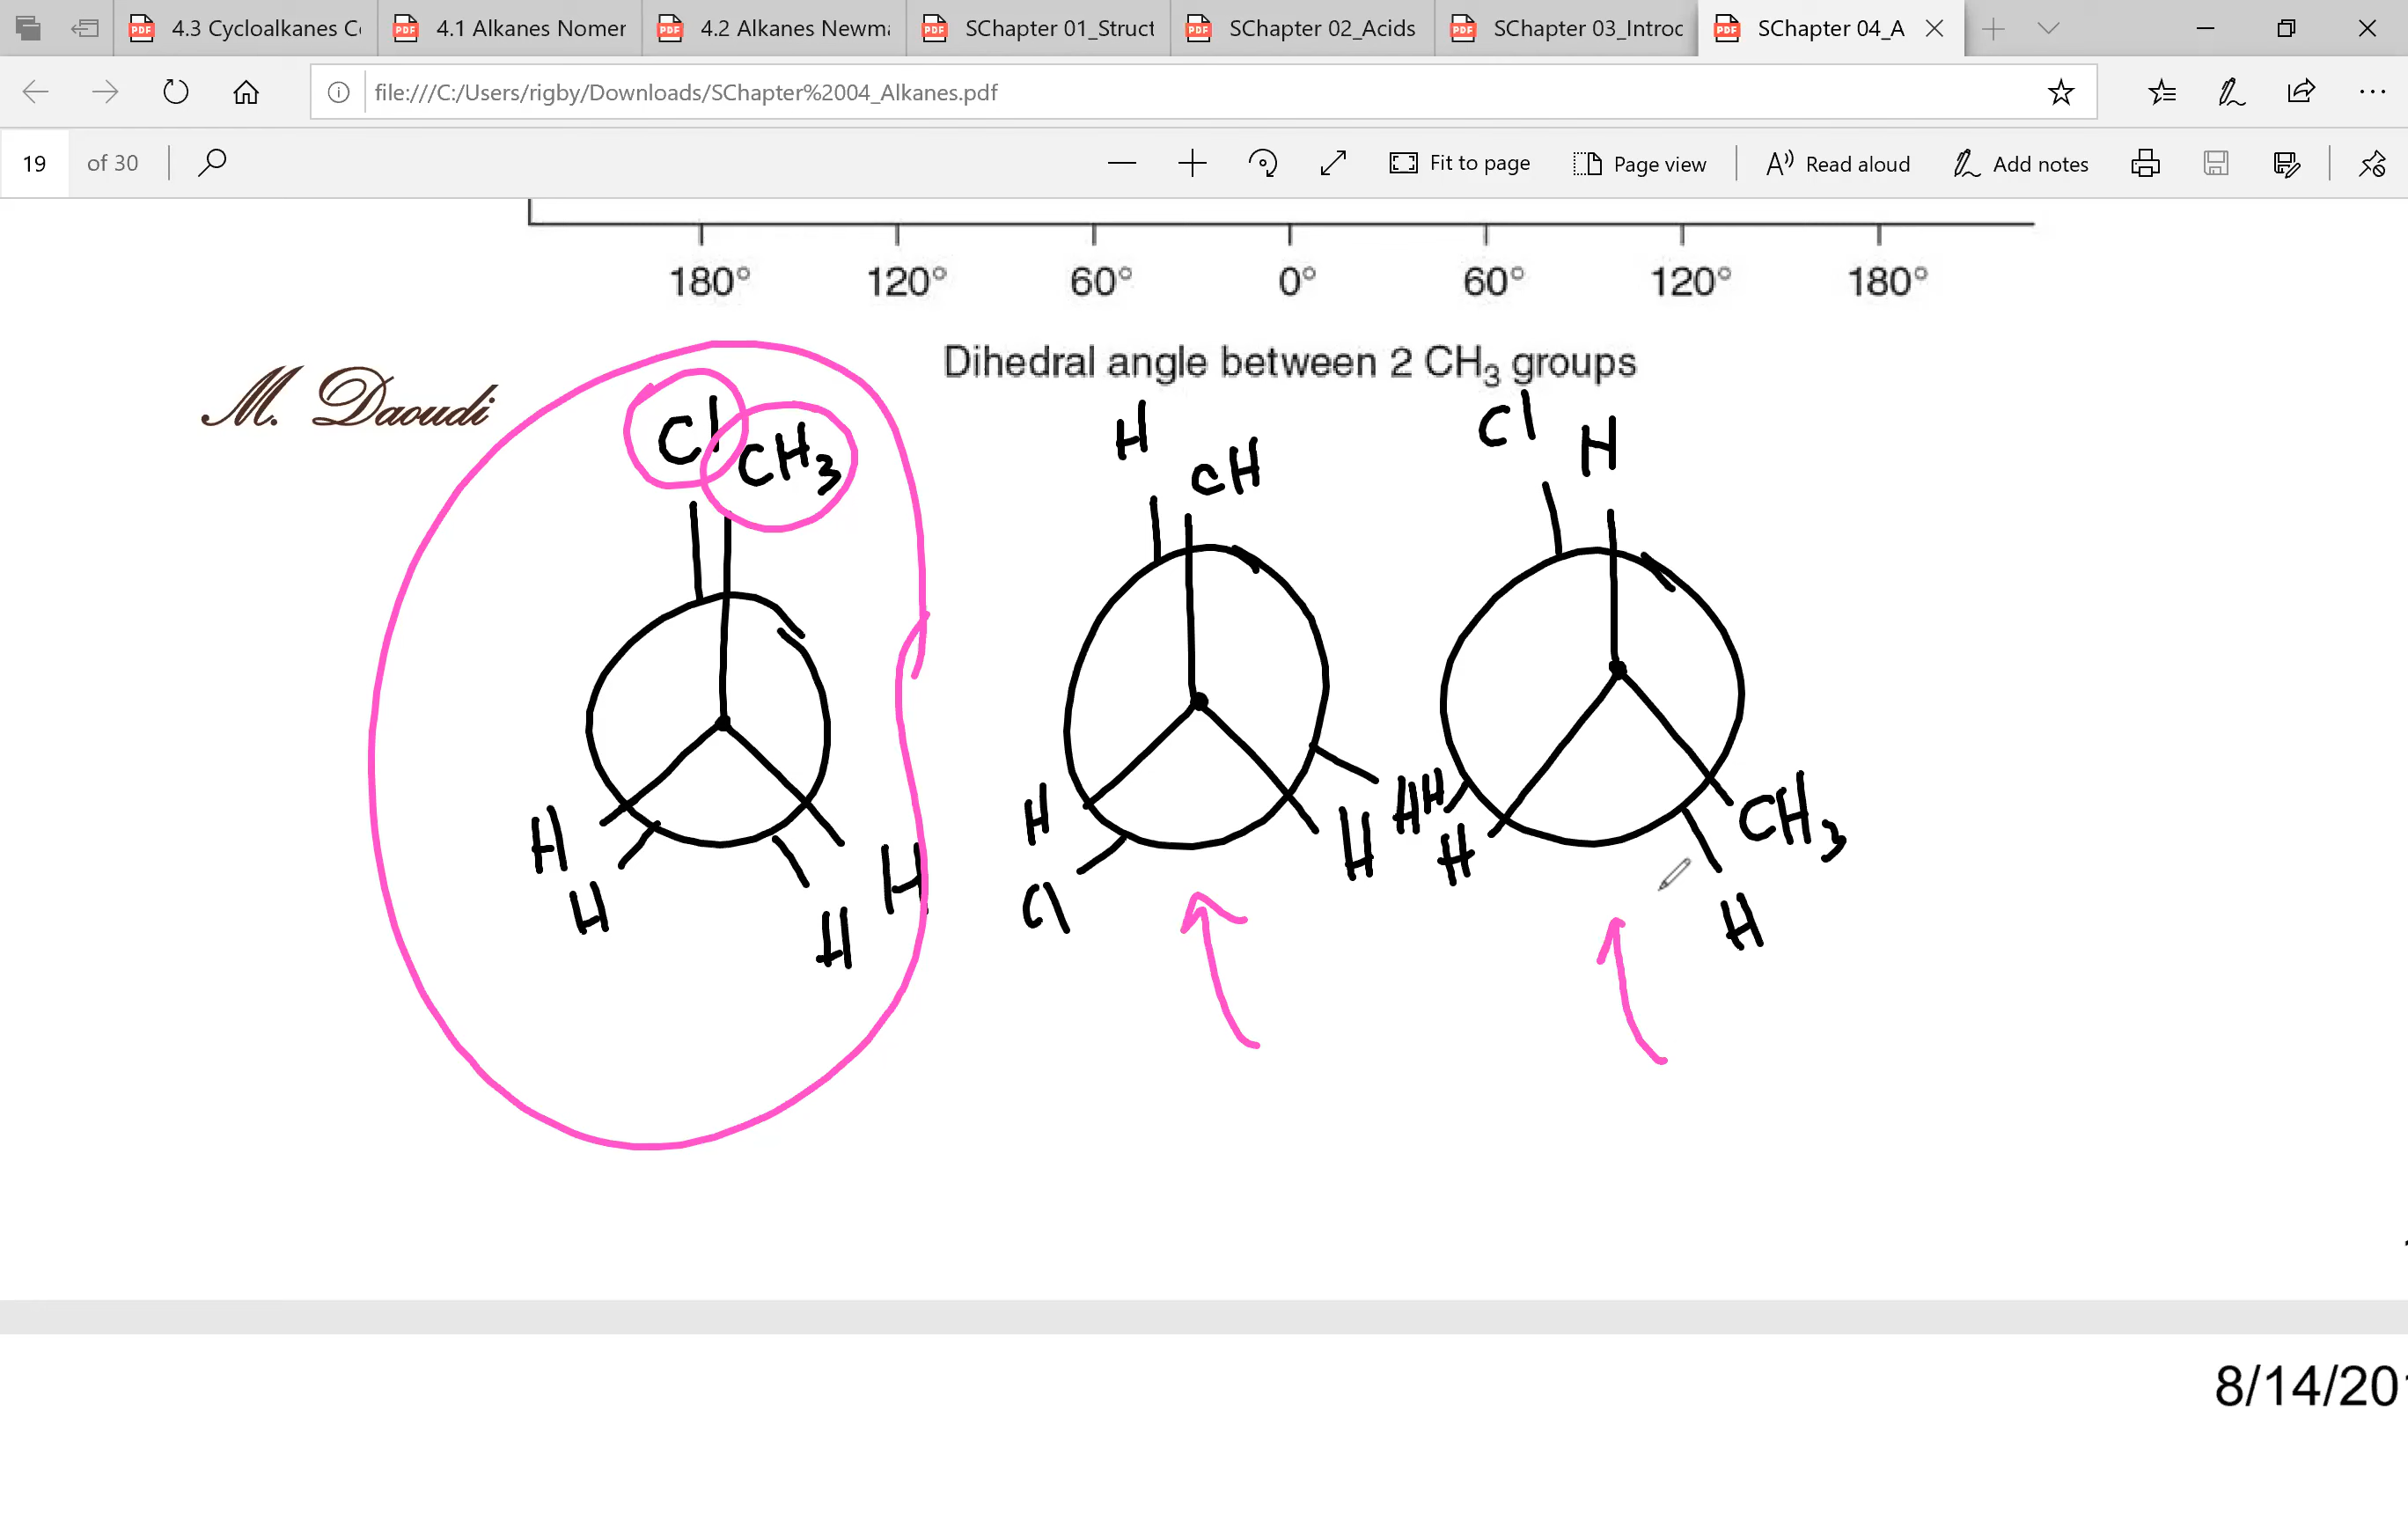 4.3 Cycloalkanes C
4.1 Alkanes Nomer
4.2 Alkanes Newm
SChapter 01_Struct
SChapter 02_Acids
SChapter 03_Introc
SChapter 04_A
file:///C:/Users/rigby/Downloads/SChapter%2004_Alkanes.pdf
19 of 30
Fit to page
Page view
Read aloud
Add notes
180° 120° 60° 0° 60° 120° 180°
Dihedral angle between 2 CH₃ groups
M. Daoudi
Cl CH₃
H
H
H
H
H
CH
H
Cl
H
H
Cl
H
H
H
CH₃
H
8/14/20